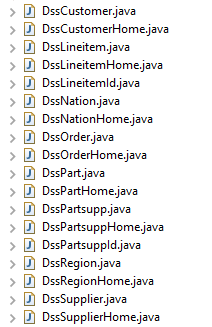 DssCustomer.java
DssCustomerHome.java
DssLineitem.java
DssLineitemHome.java
DssLineitemId.java
DssNation.java
DssNationHome.java
DssOrder.java
DssOrderHome.java
DssPart.java
DssPartHome.java
DssPartsupp.java
DssPartsuppHome.java
DssPartsuppId.java
DssRegion.java
DssRegionHome.java
DssSupplier.java
DssSupplierHome.java